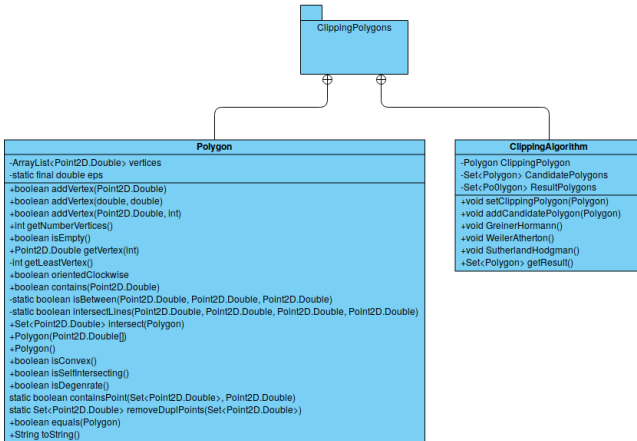 ClippingPolygons
Polygon
-ArrayList<Point2D.Double> vertices
-static final double eps
+boolean addVertex(Point2D.Double)
+boolean addVertex(double, double)
+boolean addVertex(Point2D.Double, int)
+int getNumberVertices()
+boolean isEmpty()
+Point2D.Double getVertex(int)
-int getLeastVertex()
+boolean orientedClockwise
+boolean contains(Point2D.Double)
-static boolean isBetween(Point2D.Double, Point2D.Double, Point2D.Double)
-static boolean intersectLines(Point2D.Double, Point2D.Double, Point2D.Double, Point2D.Double)
+Set<Point2D.Double> intersect(Polygon)
+Polygon(Point2D.Double[])
+Polygon()
+boolean isConvex()
+boolean isSelfIntersecting()
+boolean isDegenrate()
static boolean containsPoint(Set<Point2D.Double>, Point2D.Double)
static Set<Point2D.Double> removeDuplPoints(Set<Point2D.Double>)
+boolean equals(Polygon)
+String toString()
ClippingAlgorithm
-Polygon ClippingPolygon
-Set<Polygon> CandidatePolygons
-Set<Po0lygon> ResultPolygons
+void setClippingPolygon(Polygon)
+void addCandidatePolygon(Polygon)
+void GreinerHormann()
+void WeilerAtherton()
+void SutherlandHodgman()
+Set<Polygon> getResult()